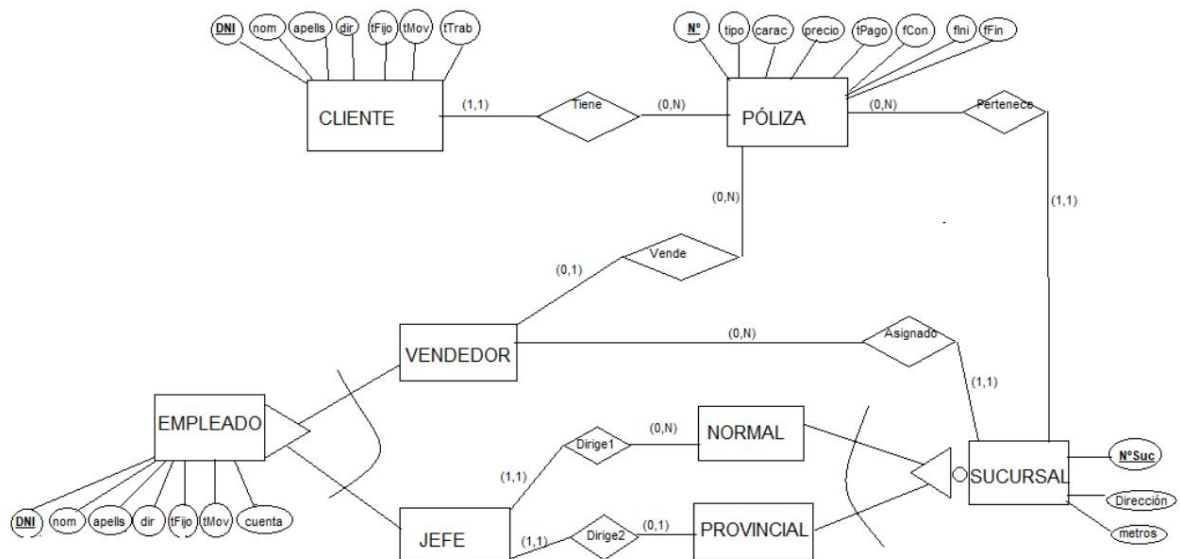 DNI nom apells dir tFijo tMov tTrab
Nº tipo carac precio tPago fCon fIni fFin
CLIENTE (1,1) Tiene (0,N) PÓLIZA (0,N) Pertenece
(0,N) (1,1)
(0,1) Vende
VENDEDOR (0,N) Asignado
(1,1)
EMPLEADO
NORMAL (0,N) Dirige1 (1,1)
SUCURSAL NºSuc
Dirección
metros
DNI nom apells dir tFijo tMov cuenta
JEFE (1,1) Dirige2 (0,1) PROVINCIAL